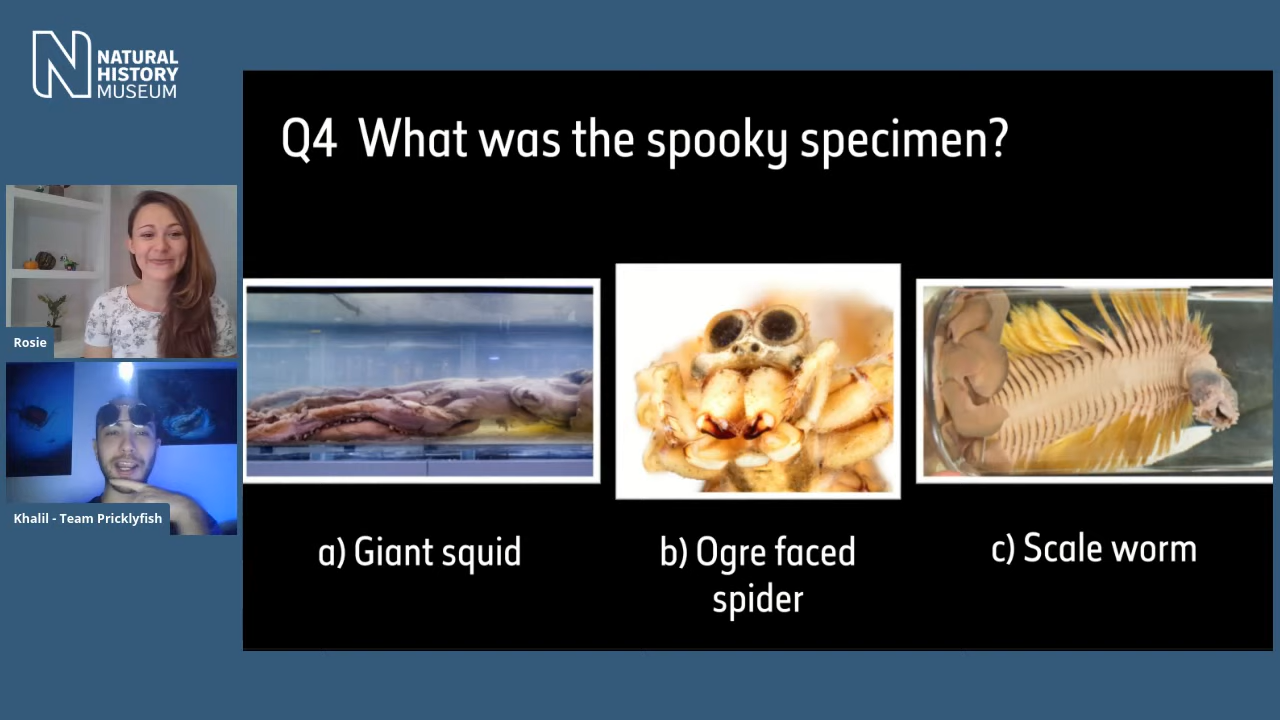 NATURAL
HISTORY
MUSEUM
Q4 What was the spooky specimen?
Rosie
Khalil - Team Pricklyfish
a) Giant squid
b) Ogre faced
spider
c) Scale worm